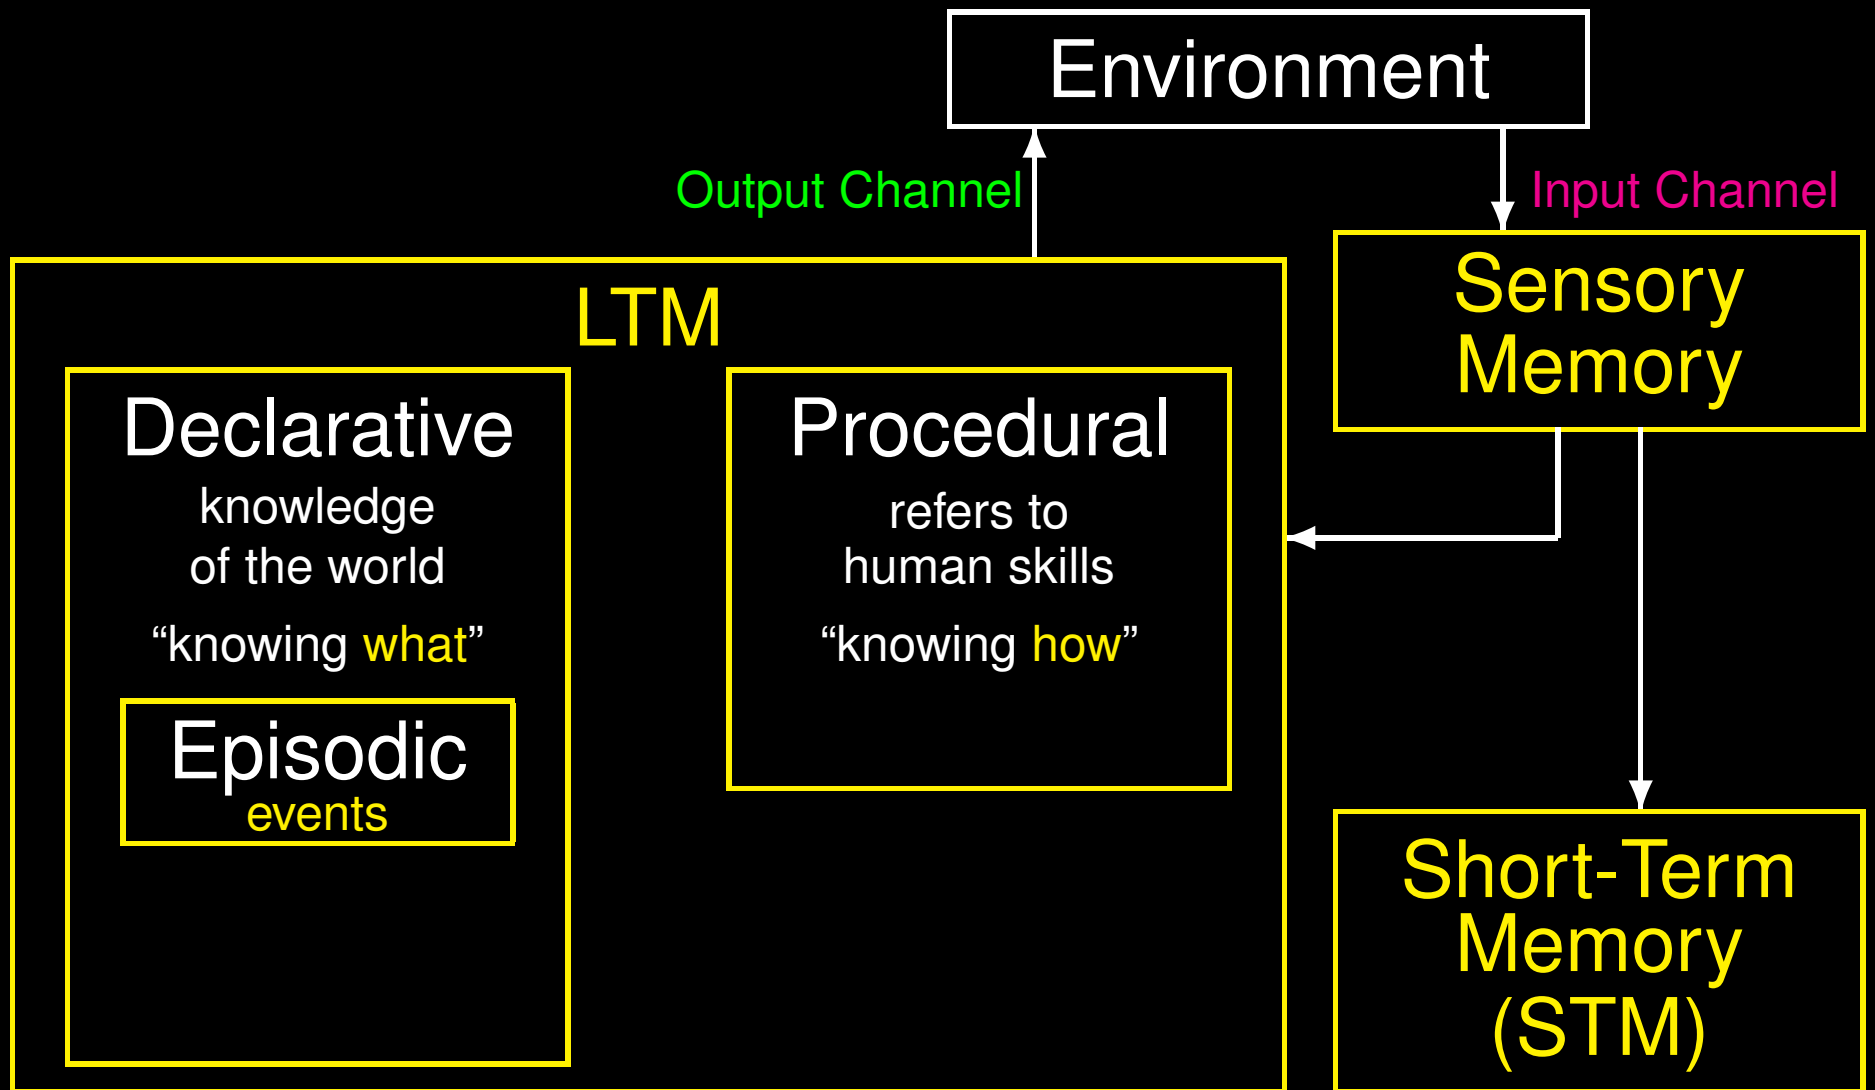 Environment
Output Channel
Input Channel
Sensory
Memory
LTM
Declarative
knowledge
of the world
“knowing what”
Episodic
events
Procedural
refers to
human skills
“knowing how”
Short-Term
Memory
(STM)